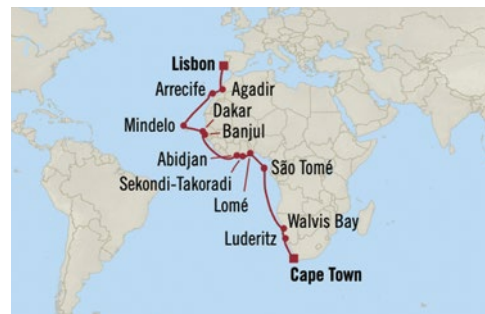 Lisbon
Arrecife
Agadir
Dakar
Mindelo
Banjul
Abidjan
São Tomé
Sekondi-Takoradi
Lomé
Walvis Bay
Luderitz
Cape Town